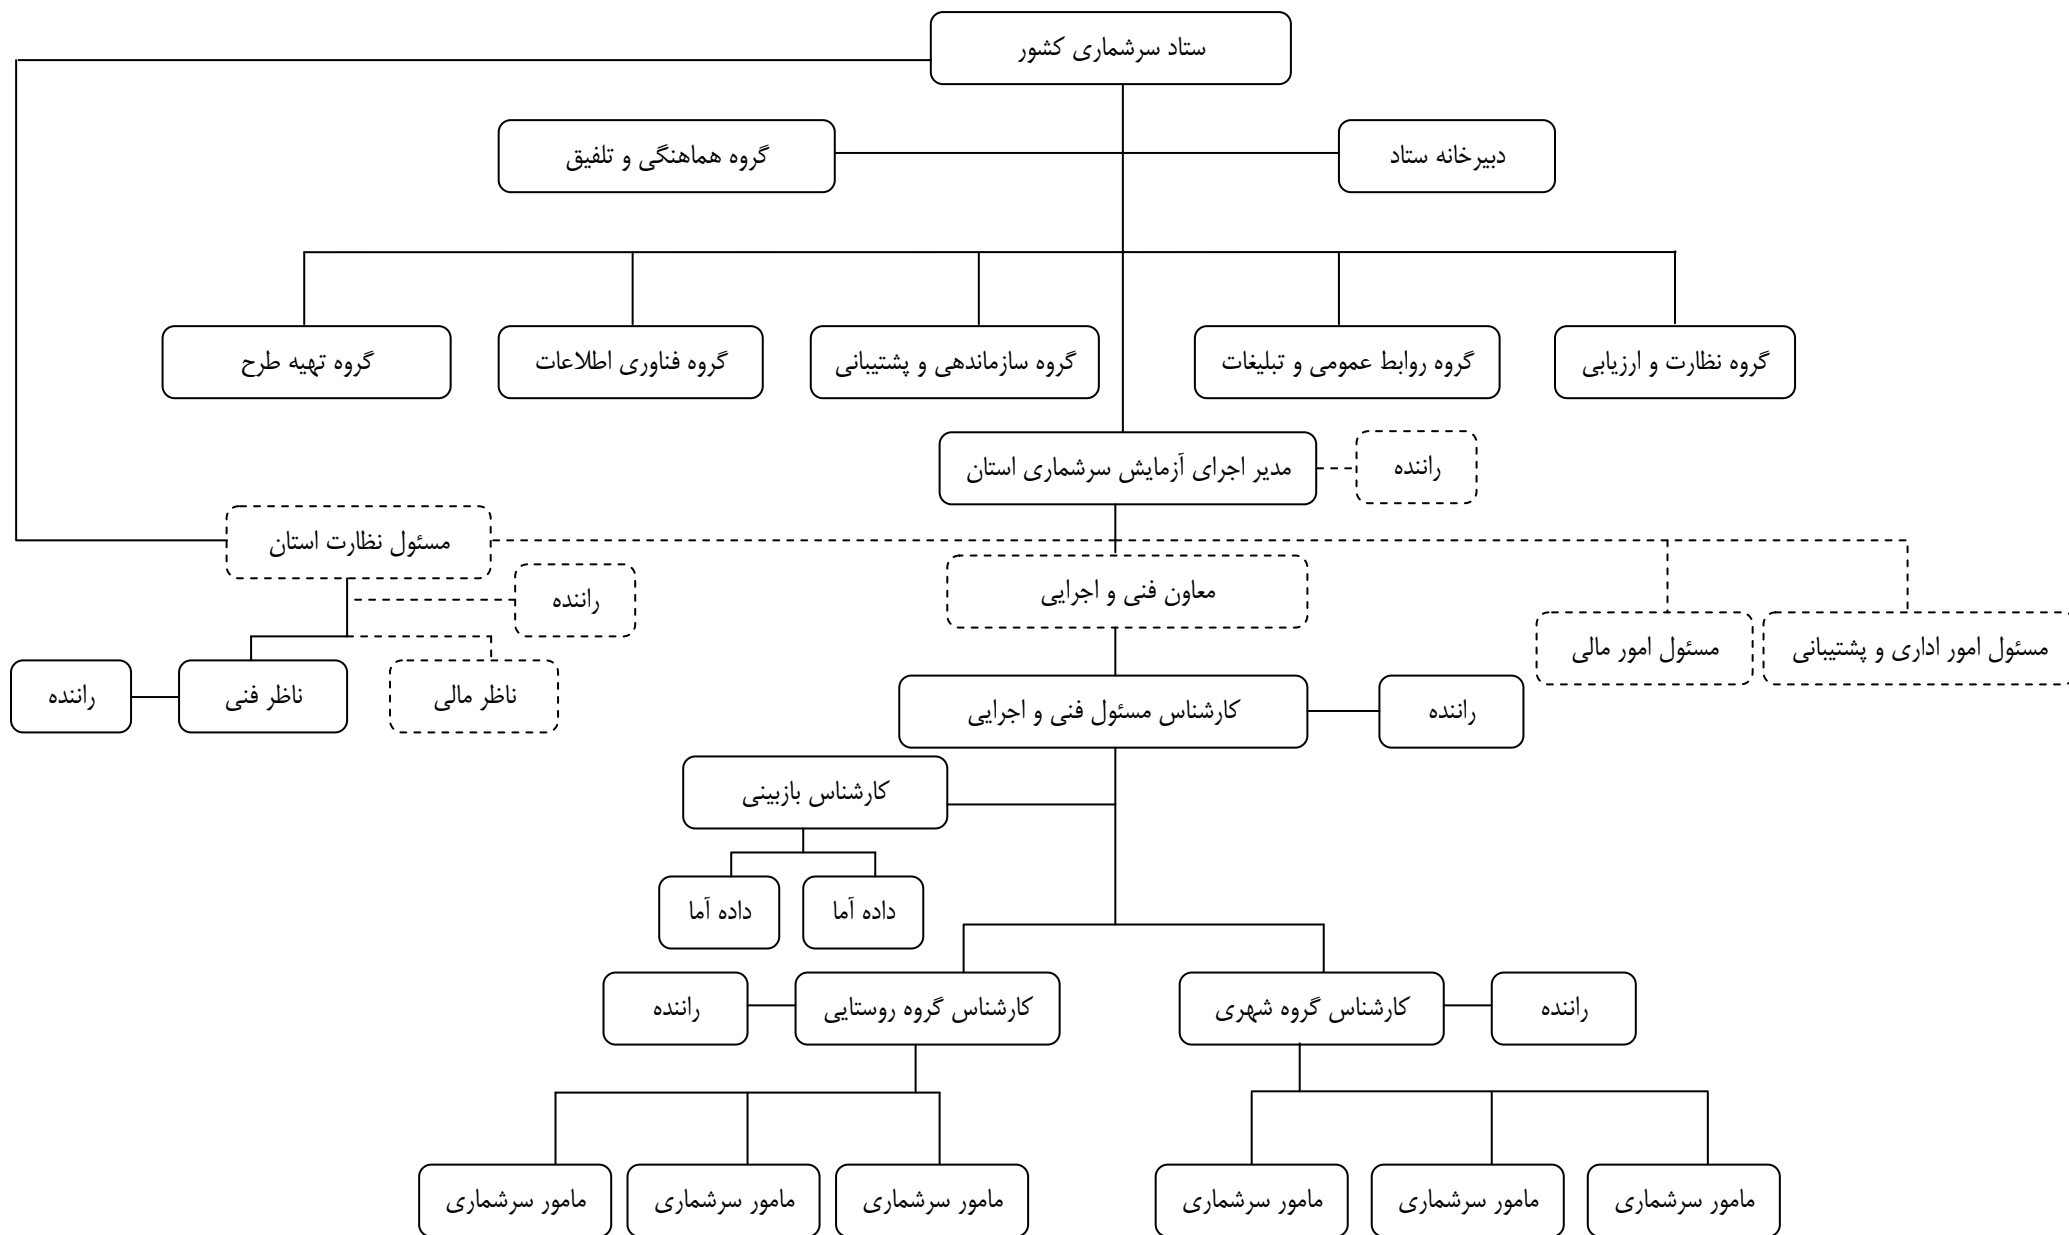 ستاد سرشماری کشور
دبیرخانه ستاد
گروه هماهنگی و تلفیق
گروه نظارت و ارزیابی
گروه روابط عمومی و تبلیغات
گروه سازماندهی و پشتیبانی
گروه فناوری اطلاعات
گروه تهیه طرح
راننده
مدیر اجرای آزمایش سرشماری استان
مسئول نظارت استان
معاون فنی و اجرایی
راننده
مسئول امور اداری و پشتیبانی
مسئول امور مالی
ناظر مالی
ناظر فنی
راننده
راننده
کارشناس مسئول فنی و اجرایی
کارشناس بازبینی
داده آما
داده آما
راننده
کارشناس گروه شهری
کارشناس گروه روستایی
راننده
مامور سرشماری
مامور سرشماری
مامور سرشماری
مامور سرشماری
مامور سرشماری
مامور سرشماری